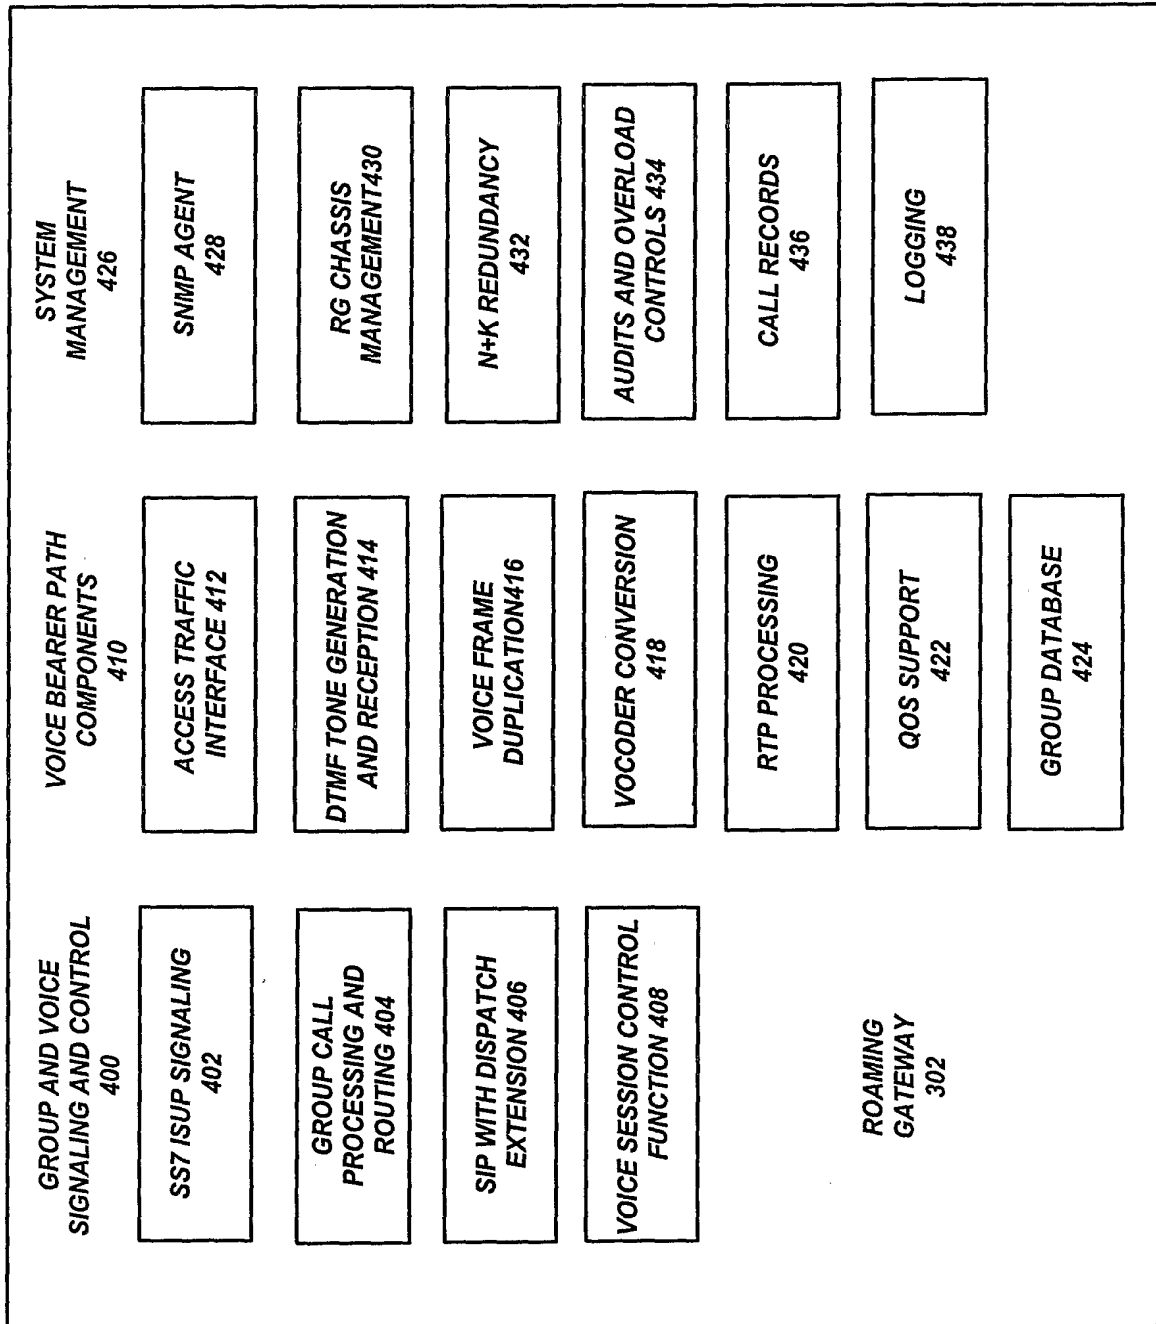 GROUP AND VOICE
SIGNALING AND CONTROL
400
SS7 ISUP SIGNALING
402
GROUP CALL
PROCESSING AND
ROUTING 404
SIP WITH DISPATCH
EXTENSION 406
VOICE SESSION CONTROL
FUNCTION 408
ROAMING
GATEWAY
302
VOICE BEARER PATH
COMPONENTS
410
ACCESS TRAFFIC
INTERFACE 412
DTMF TONE GENERATION
AND RECEPTION 414
VOICE FRAME
DUPLICATION416
VOCODER CONVERSION
418
RTP PROCESSING
420
QOS SUPPORT
422
GROUP DATABASE
424
SYSTEM
MANAGEMENT
426
SNMP AGENT
428
RG CHASSIS
MANAGEMENT430
N+K REDUNDANCY
432
AUDITS AND OVERLOAD
CONTROLS 434
CALL RECORDS
436
LOGGING
438